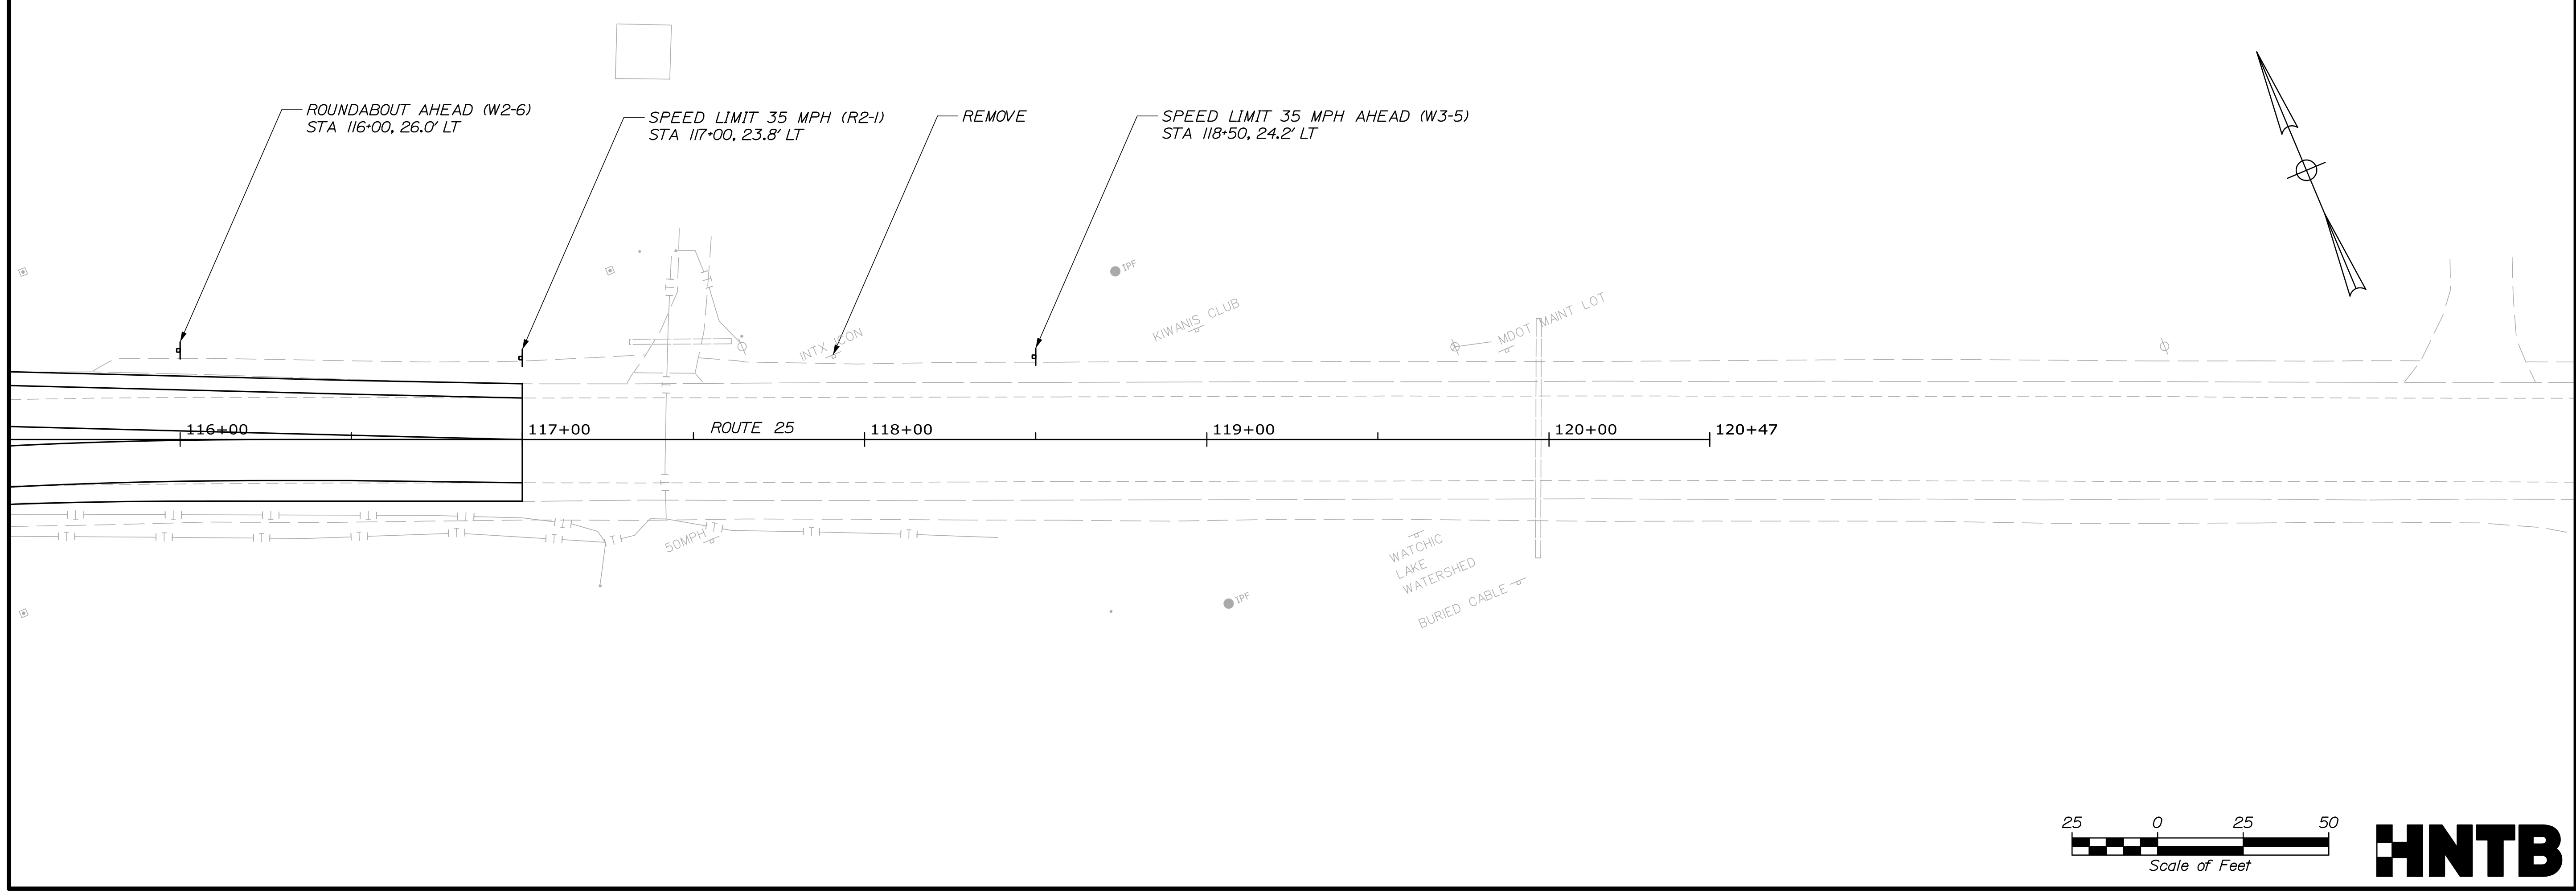 ROUNDABOUT AHEAD (W2-6)
STA 116+00, 26.0' LT
SPEED LIMIT 35 MPH (R2-1)
STA 117+00, 23.8' LT
REMOVE
SPEED LIMIT 35 MPH AHEAD (W3-5)
STA 118+50, 24.2' LT
IPF
INTX ICON
KIWANIS CLUB
MDOT MAINT LOT
116+00
117+00
ROUTE 25
118+00
119+00
120+00
120+47
50MPH
WATCHIC
LAKE
WATERSHED
BURIED CABLE
IPF
25 0 25 50
Scale of Feet
HNTB